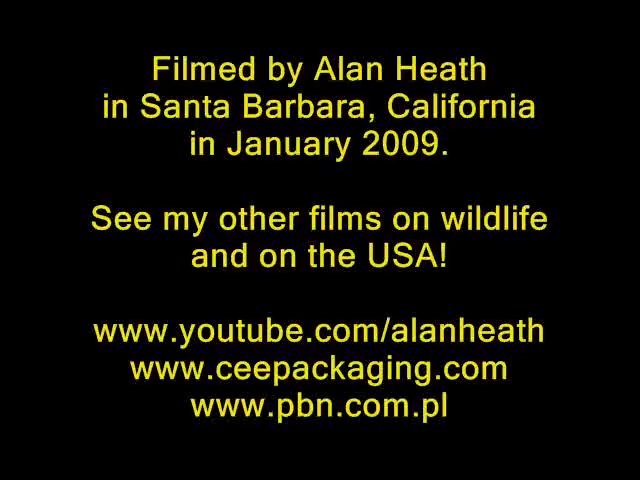 Filmed by Alan Heath
in Santa Barbara, California
in January 2009.
See my other films on wildlife
and on the USA!
www.youtube.com/alanheath
www.ceepackaging.com
www.pbn.com.pl